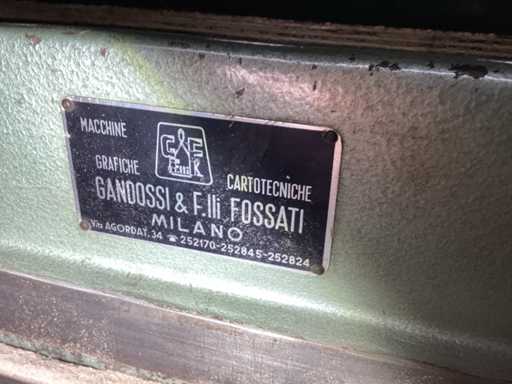 MACCHINE
GRAFICHE CARTOTECNICHE
GANDOSSI & F.lli FOSSATI
MILANO
Via AGORDAT. 34 ☎ 252170-252845-252824